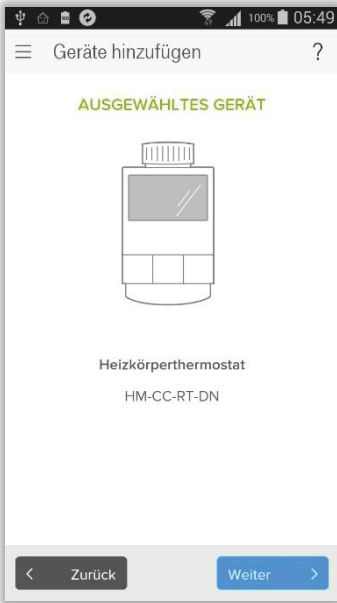 100% 05:49
Geräte hinzufügen ?
AUSGEWÄHLTES GERÄT
Heizkörperthermostat
HM-CC-RT-DN
< Zurück
Weiter >